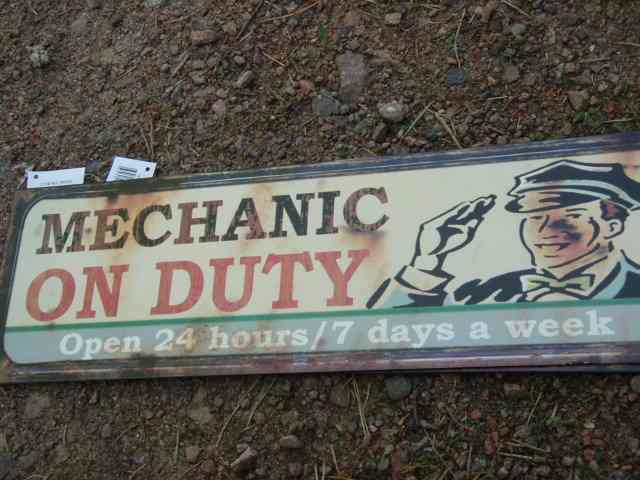 MECHANIC
ON DUTY
Open 24 hours/7 days a week